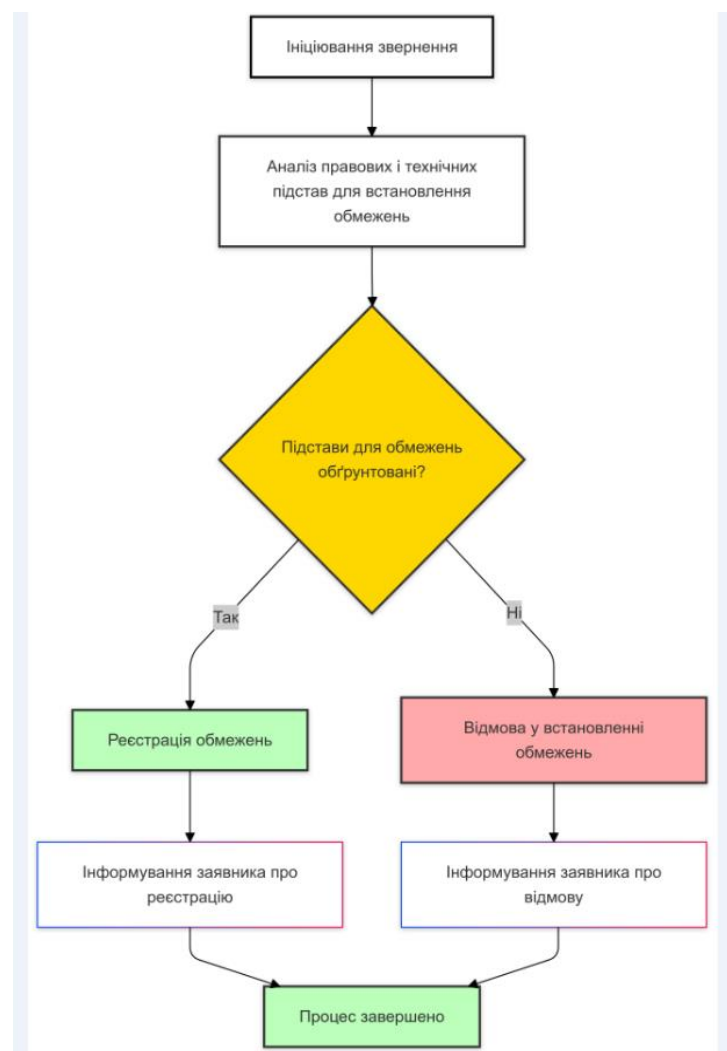 Ініціювання звернення
Аналіз правових і технічних
підстав для встановлення
обмежень
Підстави для обмежень
обґрунтовані?
Так
Ні
Реєстрація обмежень
Відмова у встановленні
обмежень
Інформування заявника про
реєстрацію
Інформування заявника про
відмову
Процес завершено